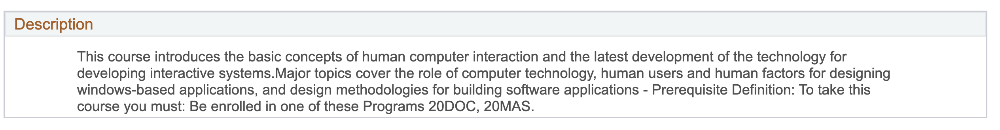 Description
This course introduces the basic concepts of human computer interaction and the latest development of the technology for
developing interactive systems.Major topics cover the role of computer technology, human users and human factors for designing
windows-based applications, and design methodologies for building software applications - Prerequisite Definition: To take this
course you must: Be enrolled in one of these Programs 20DOC, 20MAS.